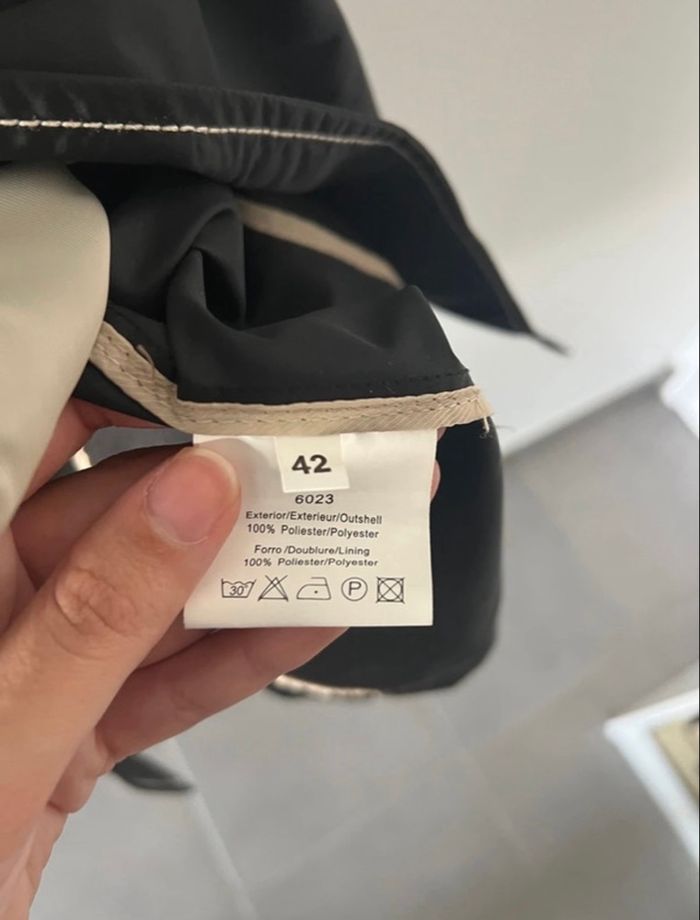 42
6023
Exterior/Exterieur/Outshell
100% Poliester/Polyester
Forro /Doublure/Lining
100% Poliester/Polyester
30° P